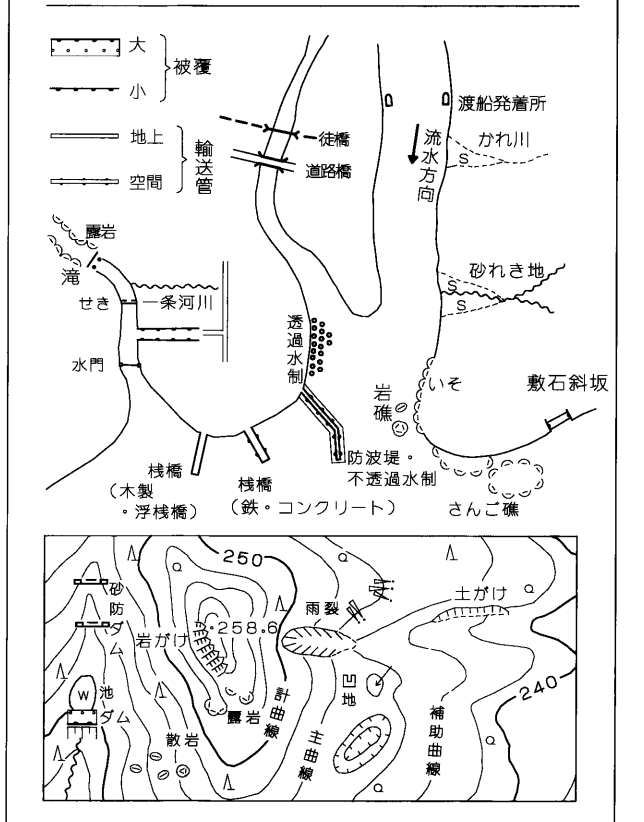 大
小
被覆
地上
空間
輸送管
徒橋
道路橋
渡船発着所
流水方向
かれ川
S
砂れき地
S
S
露岩
滝
せき
一条河川
水門
透過水制
岩礁
いそ
敷石斜坂
防波堤・
不透過水制
さんご礁
桟橋
(木製
・浮桟橋)
桟橋
(鉄・コンクリート)
250
砂防ダム
岩がけ
・258.6
雨裂
土がけ
凹地
W
池
ダム
露岩
散岩
計曲線
主曲線
補助曲線
240